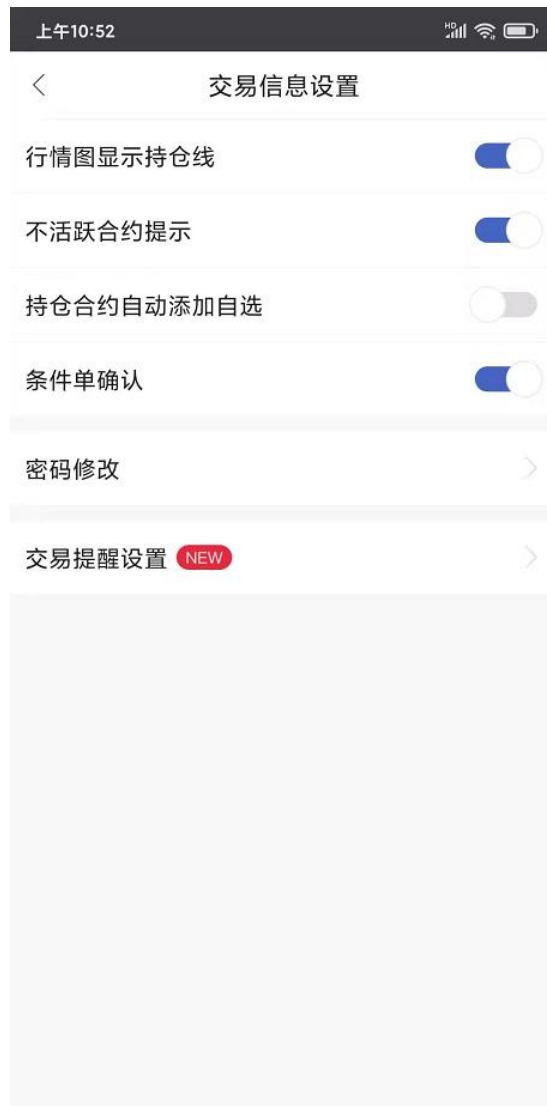 上午10:52
HD
交易信息设置
行情图显示持仓线
不活跃合约提示
持仓合约自动添加自选
条件单确认
密码修改
交易提醒设置 NEW